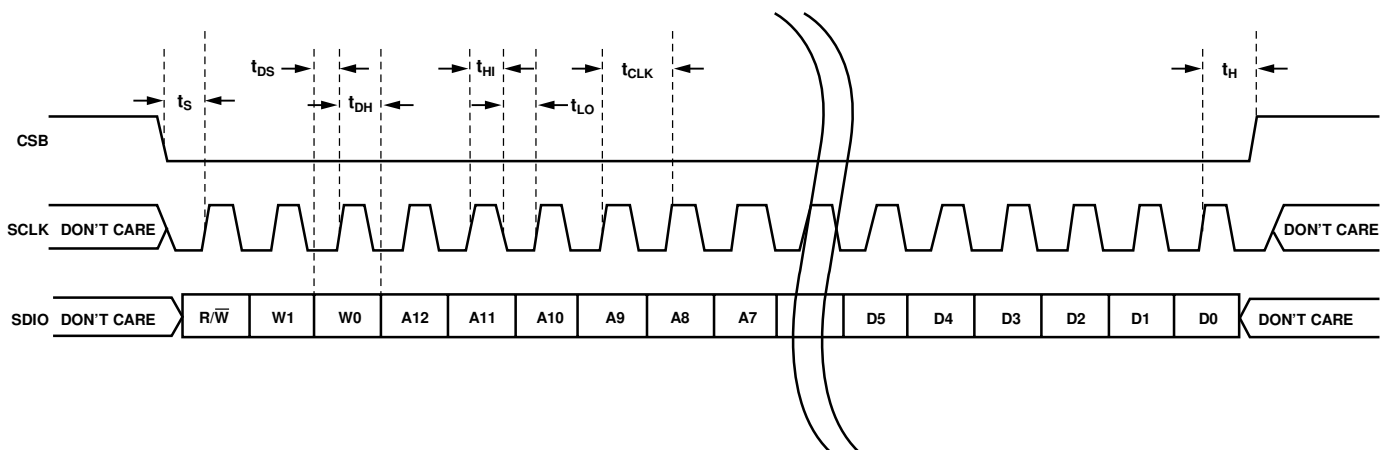 tDS
tHI
tCLK
tH
tS
tDH
tLO
CSB
SCLK DON'T CARE DON'T CARE
SDIO DON'T CARE R/W̅ W1 W0 A12 A11 A10 A9 A8 A7 D5 D4 D3 D2 D1 D0 DON'T CARE